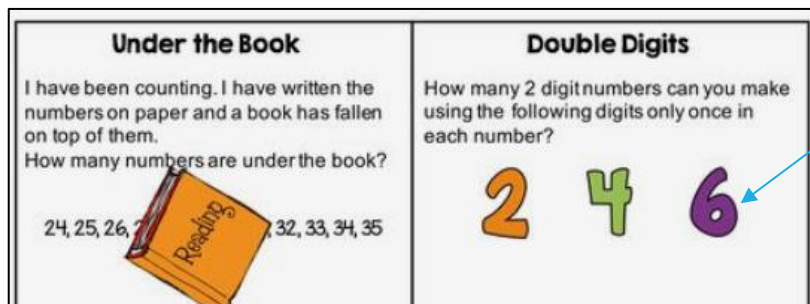 Under the Book
I have been counting. I have written the
numbers on paper and a book has fallen
on top of them.
How many numbers are under the book?
24, 25, 26, 2
Reading
, 32, 33, 34, 35
Double Digits
How many 2 digit numbers can you make
using the following digits only once in
each number?
2 4 6